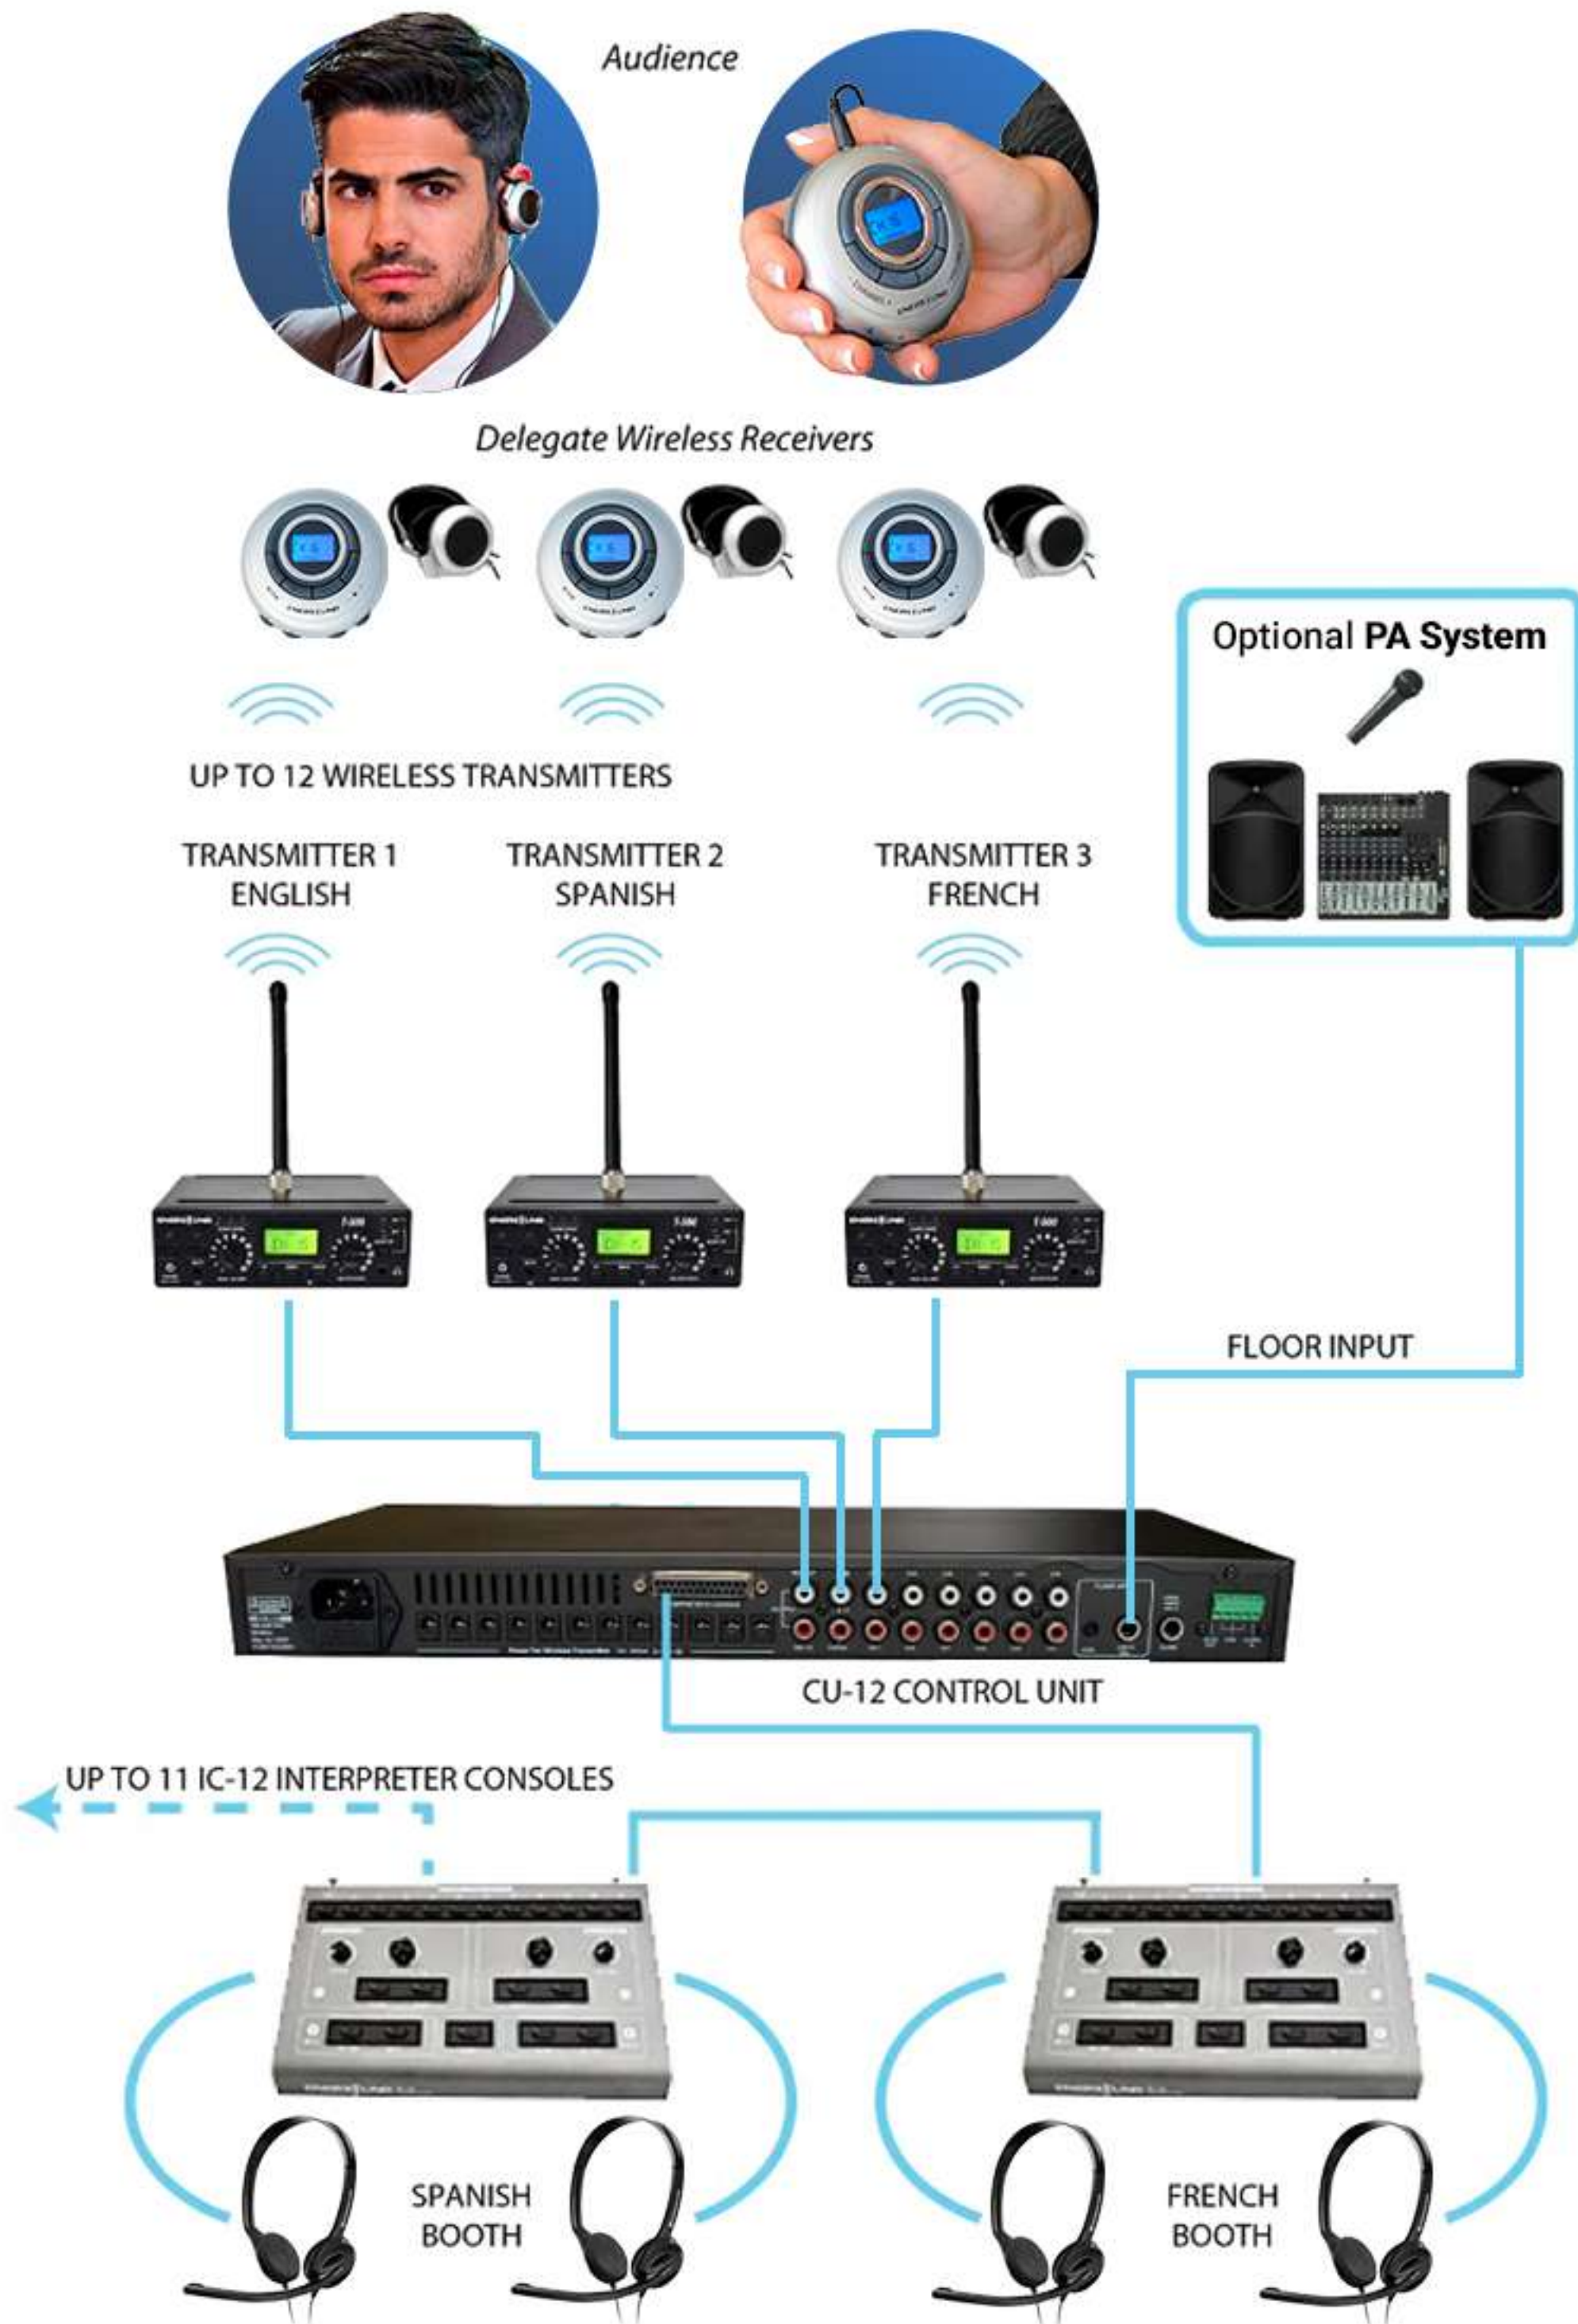 Audience
Delegate Wireless Receivers
Optional PA System
UP TO 12 WIRELESS TRANSMITTERS
TRANSMITTER 1
ENGLISH
TRANSMITTER 2
SPANISH
TRANSMITTER 3
FRENCH
FLOOR INPUT
CU-12 CONTROL UNIT
UP TO 11 IC-12 INTERPRETER CONSOLES
SPANISH
BOOTH
FRENCH
BOOTH